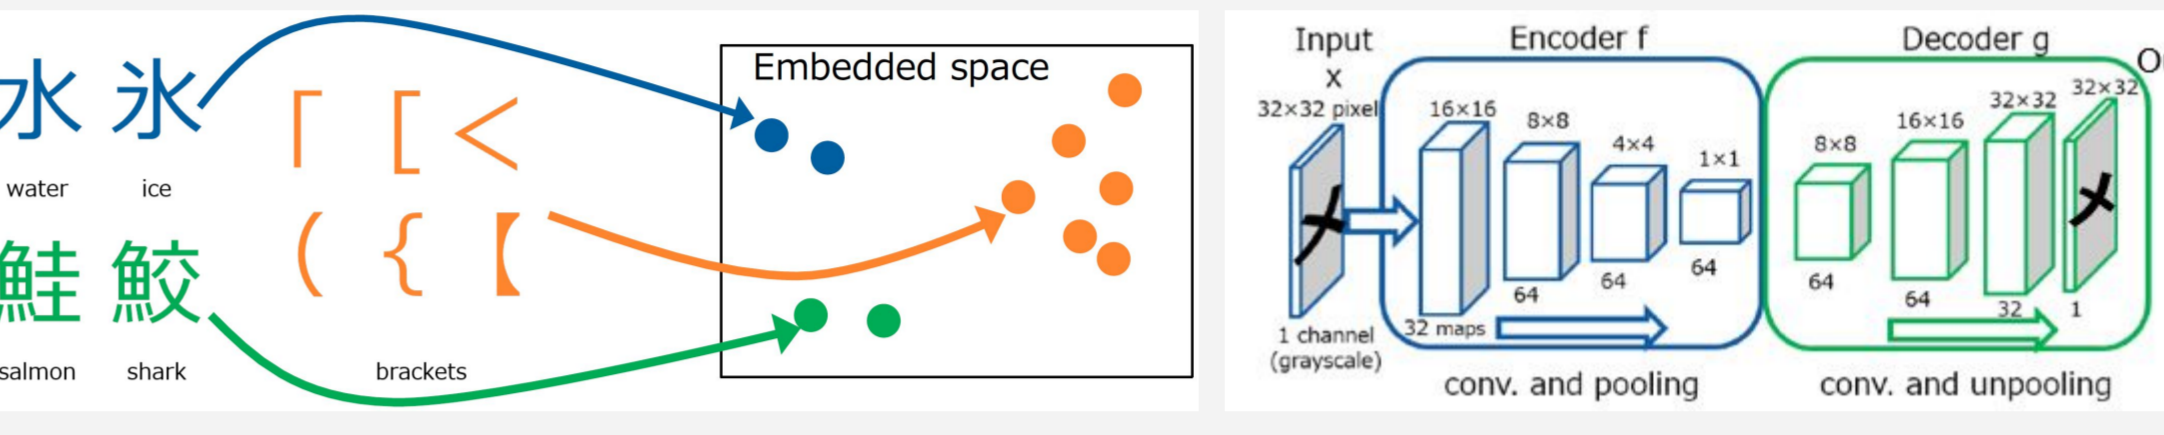 水 氷
water ice
鮭 鮫
salmon shark
「 [ <
( { 【
brackets
Embedded space
Input
x
32×32 pixel
1 channel
(grayscale)
Encoder f
16×16
8×8
4×4
1×1
32 maps
64
64
64
conv. and pooling
Decoder g
8×8
16×16
32×32
32×32
64
64
32
1
conv. and unpooling
メ
メ